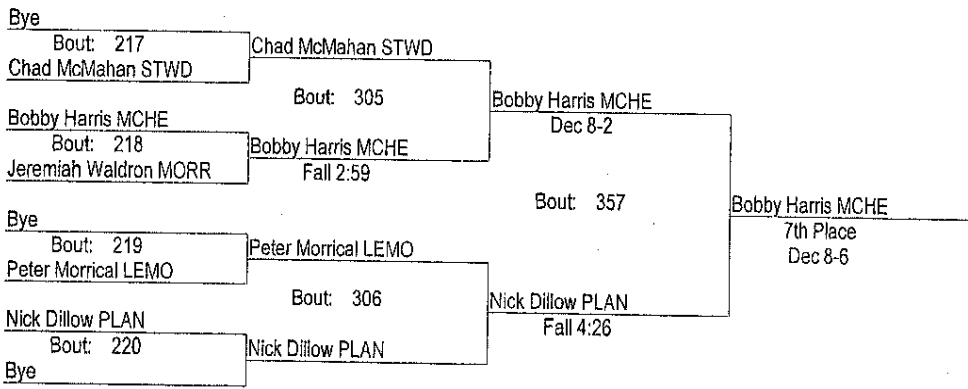 Bye
Bout: 217
Chad McMahan STWD
Chad McMahan STWD
Bout: 305
Bobby Harris MCHE
Bout: 218
Jeremiah Waldron MORR
Bobby Harris MCHE
Fall 2:59
Bobby Harris MCHE
Dec 8-2
Bout: 357
Bobby Harris MCHE
7th Place
Dec 8-6
Bye
Bout: 219
Peter Morrical LEMO
Peter Morrical LEMO
Bout: 306
Nick Dillow PLAN
Bout: 220
Bye
Nick Dillow PLAN
Nick Dillow PLAN
Fall 4:26